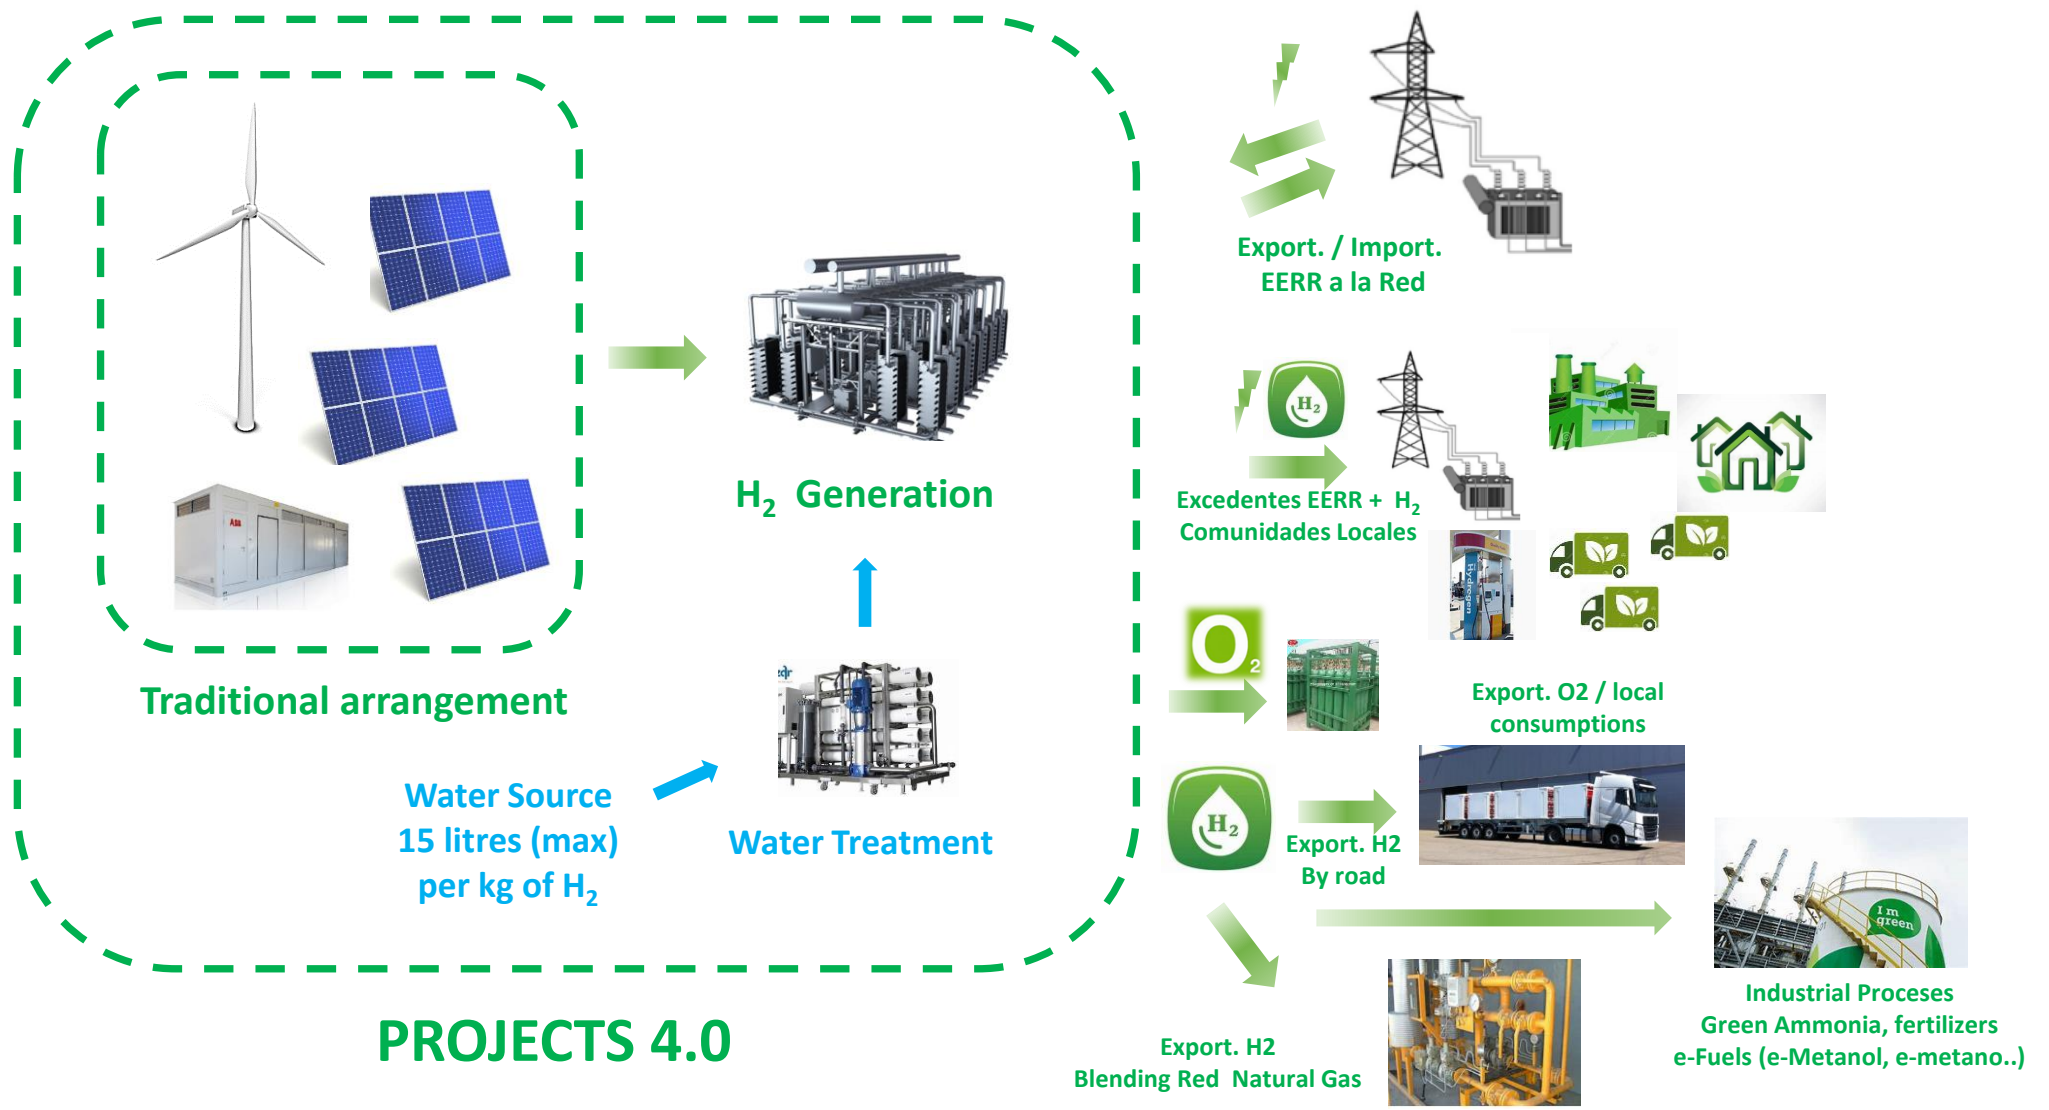 ABB
H2 Generation
Traditional arrangement
Water Source
15 litres (max)
per kg of H2
Water Treatment
PROJECTS 4.0
Export. / Import.
EERR a la Red
H2
Excedentes EERR + H2
Comunidades Locales
Hydrogen
O2
Export. O2 / local
consumptions
H2
Export. H2
By road
I m
green
Industrial Proceses
Green Ammonia, fertilizers
e-Fuels (e-Metanol, e-metano..)
Export. H2
Blending Red Natural Gas